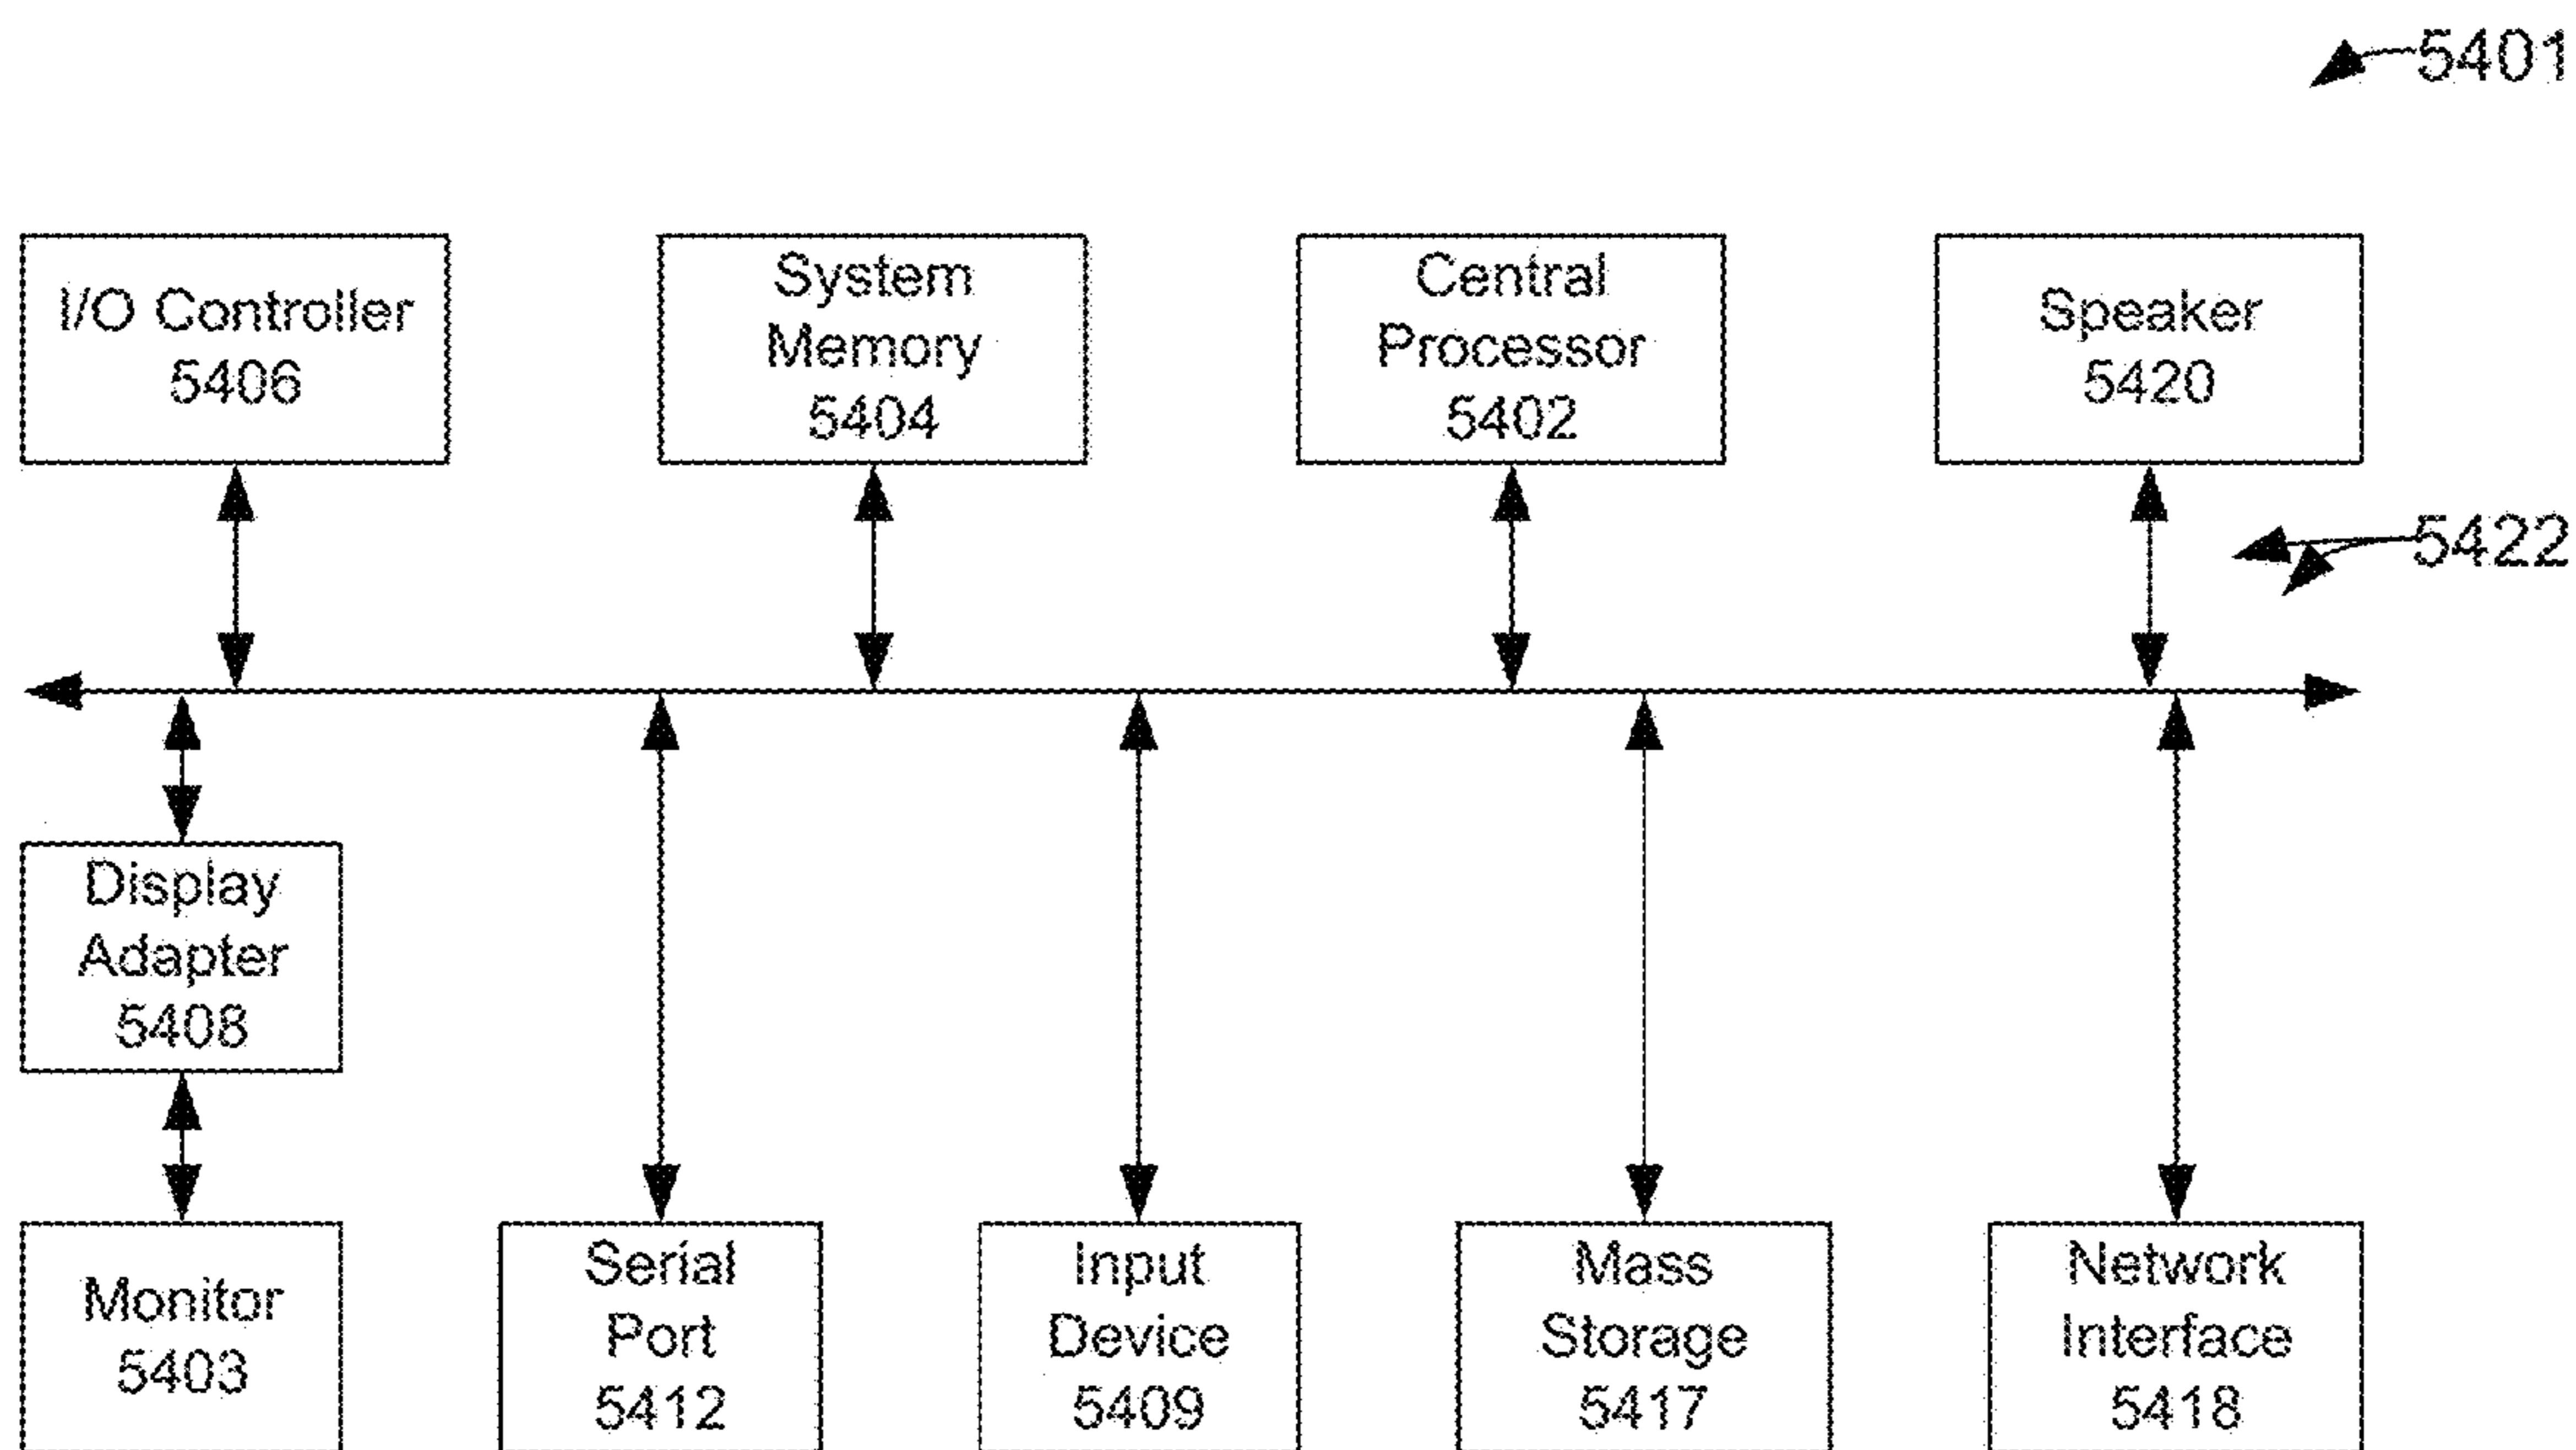 5401
I/O Controller
5406
System
Memory
5404
Central
Processor
5402
Speaker
5420
5422
Display
Adapter
5408
Monitor
5403
Serial
Port
5412
Input
Device
5409
Mass
Storage
5417
Network
Interface
5418